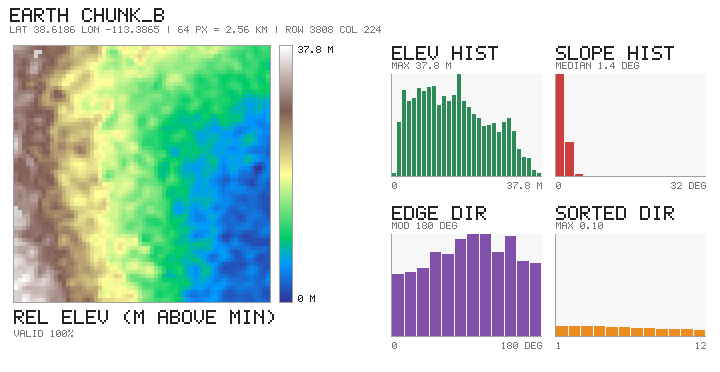 EARTH CHUNK_B
LAT 38.6186 LON -113.3865 | 64 PX = 2.56 KM | ROW 3808 COL 224
37.8 M
0 M
REL ELEV (M ABOVE MIN)
VALID 100%
ELEV HIST
MAX 37.8 M
0 37.8 M
SLOPE HIST
MEDIAN 1.4 DEG
0 32 DEG
EDGE DIR
MOD 180 DEG
0 180 DEG
SORTED DIR
MAX 0.10
1 12